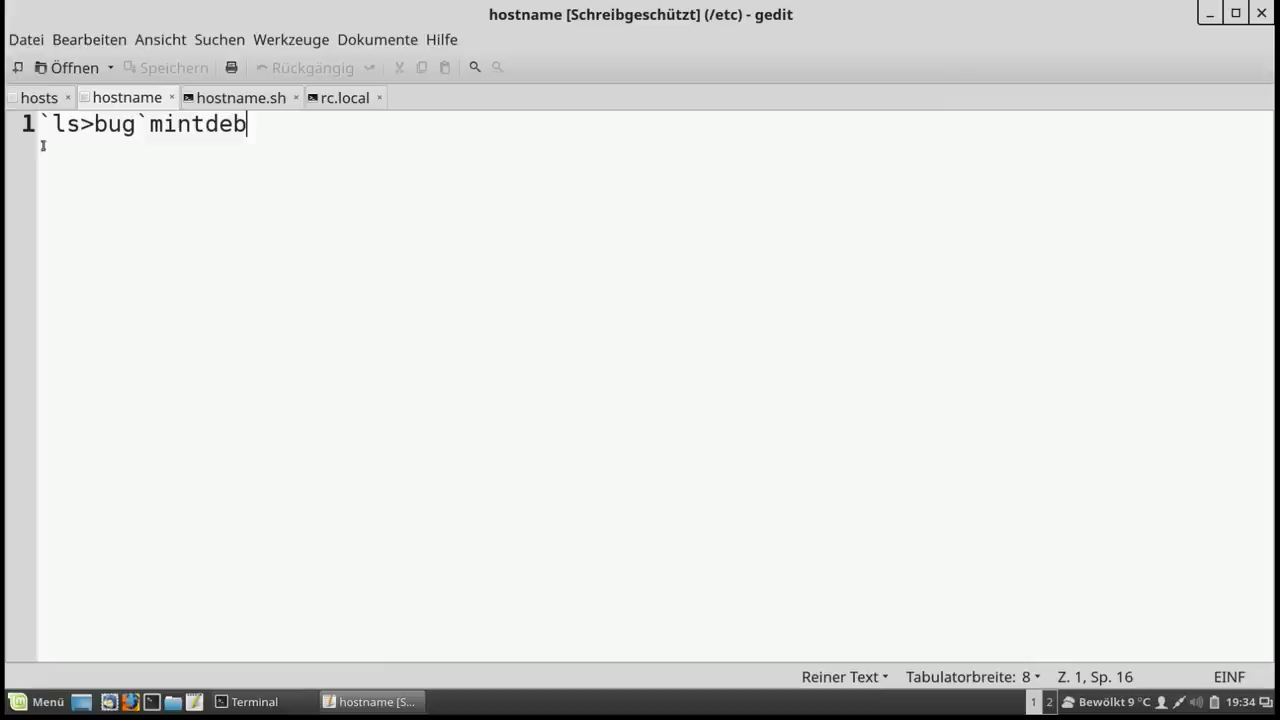 hostname [Schreibgeschützt] (/etc) - gedit
Datei Bearbeiten Ansicht Suchen Werkzeuge Dokumente Hilfe
Öffnen Speichern Rückgängig
hosts × hostname × hostname.sh × rc.local ×
1 `ls>bug`mintdeb
Reiner Text Tabulatorbreite: 8 Z. 1, Sp. 16 EINF
Menü Terminal hostname [S... 1 2 Bewölkt 9 °C 19:34